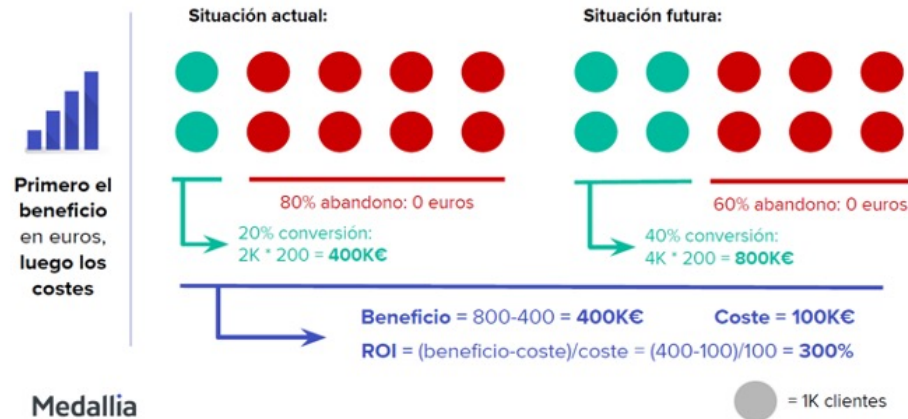 Situación actual:
Situación futura:
Primero el
beneficio
en euros,
luego los
costes
80% abandono: 0 euros
20% conversión:
2K * 200 = 400K€
60% abandono: 0 euros
40% conversión:
4K * 200 = 800K€
Beneficio = 800-400 = 400K€
Coste = 100K€
ROI = (beneficio-coste)/coste = (400-100)/100 = 300%
Medallia
= 1K clientes